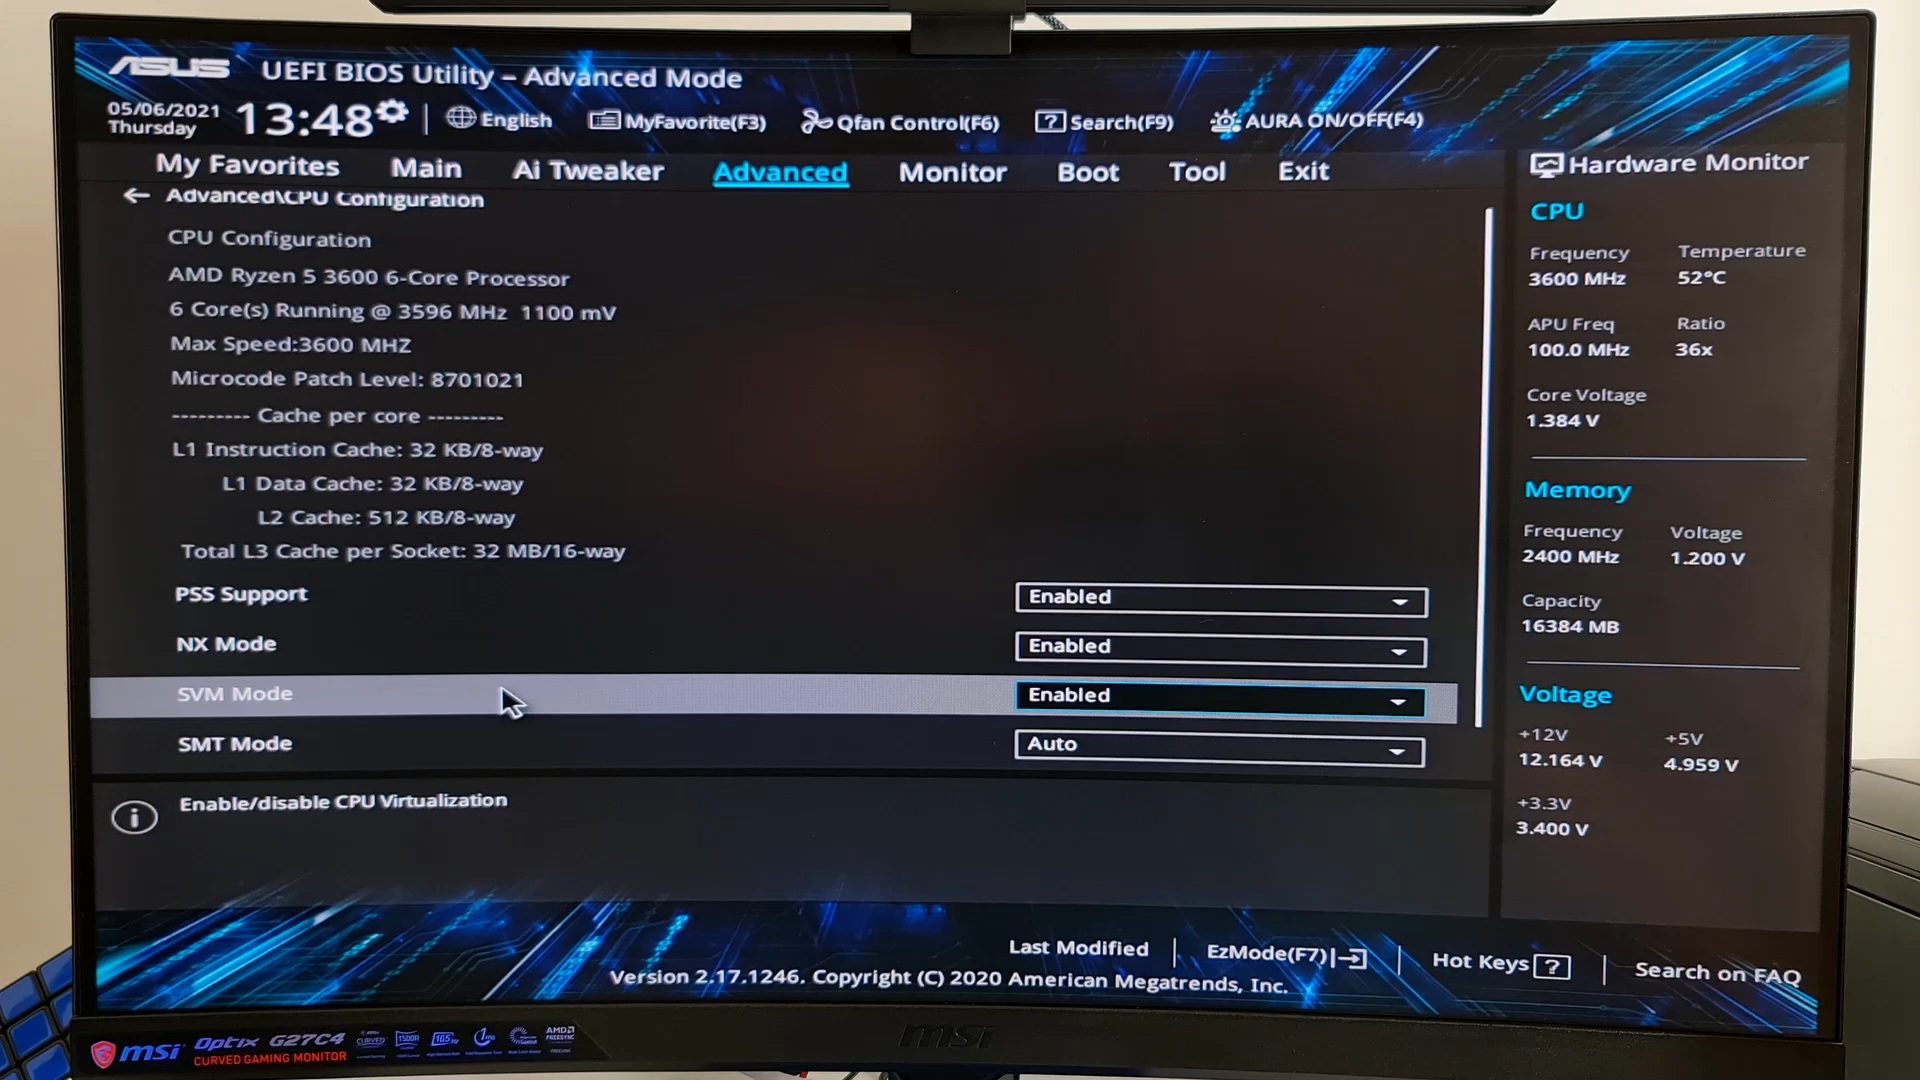 ASUS UEFI BIOS Utility – Advanced Mode
05/06/2021
Thursday
13:48
English
MyFavorite(F3)
Qfan Control(F6)
Search(F9)
AURA ON/OFF(F4)
My Favorites
Main
Ai Tweaker
Advanced
Monitor
Boot
Tool
Exit
Advanced\CPU Configuration
CPU Configuration
AMD Ryzen 5 3600 6-Core Processor
6 Core(s) Running @ 3596 MHz 1100 mV
Max Speed:3600 MHZ
Microcode Patch Level: 8701021
--------- Cache per core ---------
L1 Instruction Cache: 32 KB/8-way
L1 Data Cache: 32 KB/8-way
L2 Cache: 512 KB/8-way
Total L3 Cache per Socket: 32 MB/16-way
PSS Support Enabled
NX Mode Enabled
SVM Mode Enabled
SMT Mode Auto
Enable/disable CPU Virtualization
Hardware Monitor
CPU
Frequency Temperature
3600 MHz 52°C
APU Freq Ratio
100.0 MHz 36x
Core Voltage
1.384 V
Memory
Frequency Voltage
2400 MHz 1.200 V
Capacity
16384 MB
Voltage
+12V +5V
12.164 V 4.959 V
+3.3V
3.400 V
Last Modified
EzMode(F7)
Hot Keys ?
Search on FAQ
Version 2.17.1246. Copyright (C) 2020 American Megatrends, Inc.
msi
msi Optix G27C4
CURVED GAMING MONITOR
CURVED
1500R
165Hz
1ms
AMD
FREESYNC